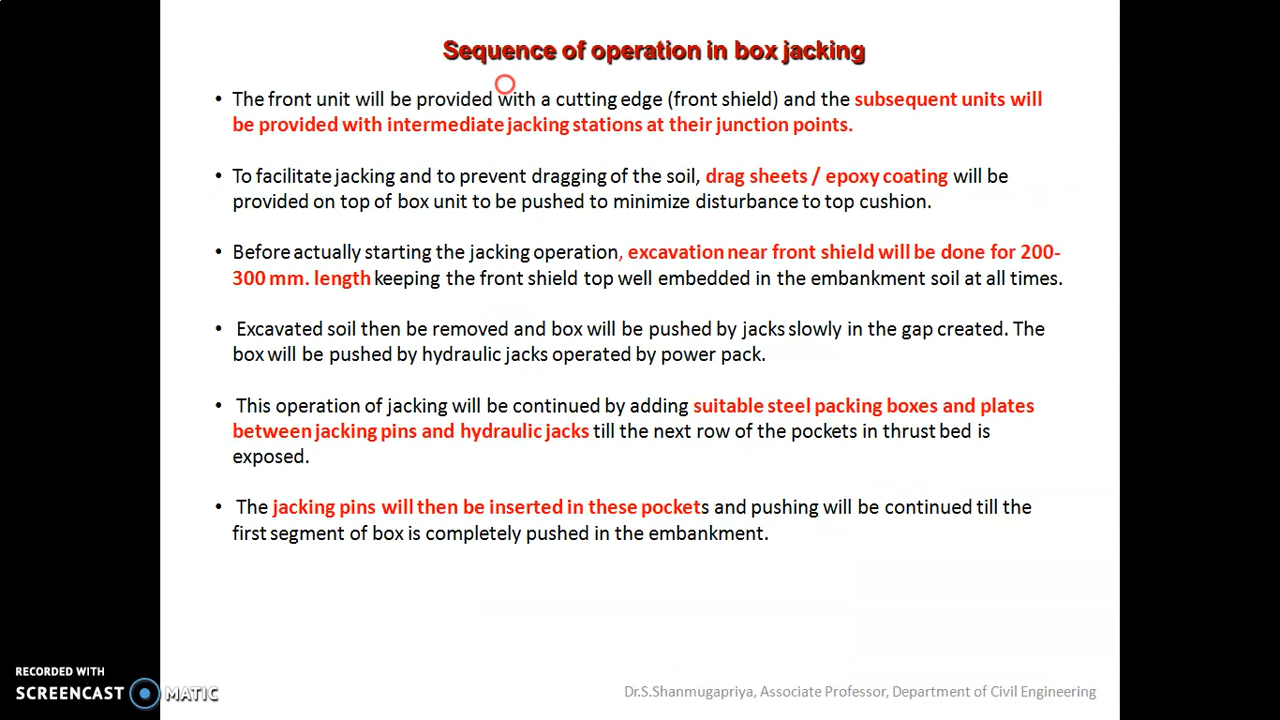 Sequence of operation in box jacking
• The front unit will be provided with a cutting edge (front shield) and the subsequent units will
be provided with intermediate jacking stations at their junction points.
• To facilitate jacking and to prevent dragging of the soil, drag sheets / epoxy coating will be
provided on top of box unit to be pushed to minimize disturbance to top cushion.
• Before actually starting the jacking operation, excavation near front shield will be done for 200-
300 mm. length keeping the front shield top well embedded in the embankment soil at all times.
• Excavated soil then be removed and box will be pushed by jacks slowly in the gap created. The
box will be pushed by hydraulic jacks operated by power pack.
• This operation of jacking will be continued by adding suitable steel packing boxes and plates
between jacking pins and hydraulic jacks till the next row of the pockets in thrust bed is
exposed.
• The jacking pins will then be inserted in these pockets and pushing will be continued till the
first segment of box is completely pushed in the embankment.
RECORDED WITH
SCREENCAST MATIC
Dr.S.Shanmugapriya, Associate Professor, Department of Civil Engineering